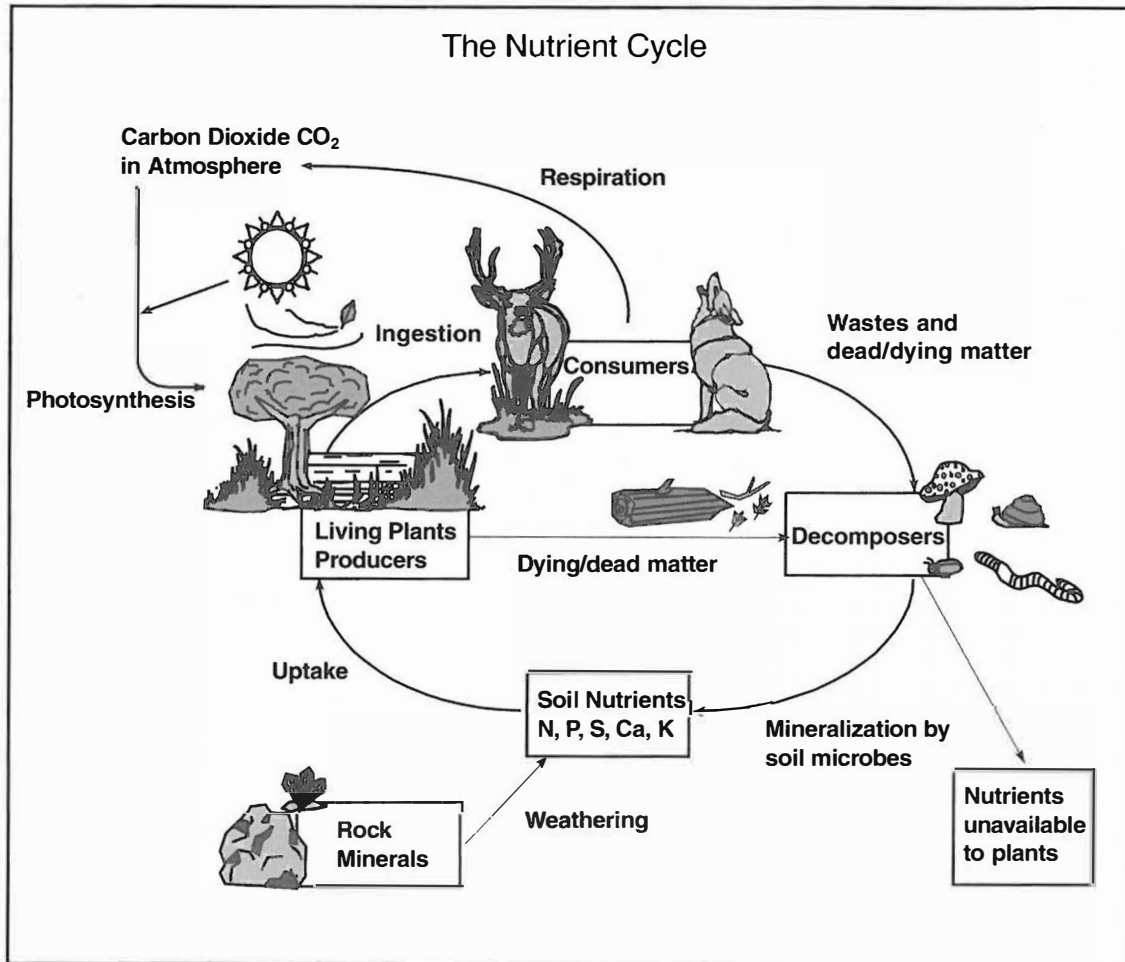 The Nutrient Cycle
Carbon Dioxide CO₂
in Atmosphere
Respiration
Ingestion
Consumers
Wastes and
dead/dying matter
Photosynthesis
Living Plants
Producers
Dying/dead matter
Decomposers
Uptake
Soil Nutrients
N, P, S, Ca, K
Mineralization by
soil microbes
Weathering
Rock
Minerals
Nutrients
unavailable
to plants